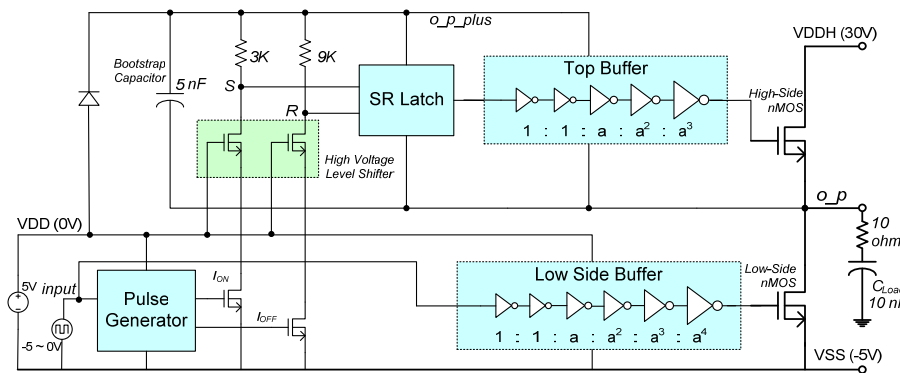 o_p_plus
VDDH (30V)
Bootstrap
Capacitor
5 nF
3K
9K
S
R
SR Latch
Top Buffer
1 : 1 : a : a² : a³
High-Side
nMOS
High Voltage
Level Shifter
VDD (0V)
o_p
10
ohm
5V
input
-5 ~ 0V
Pulse
Generator
I_ON
I_OFF
Low Side Buffer
1 : 1 : a : a² : a³ : a⁴
Low-Side
nMOS
C_Load
10 n
VSS (-5V)